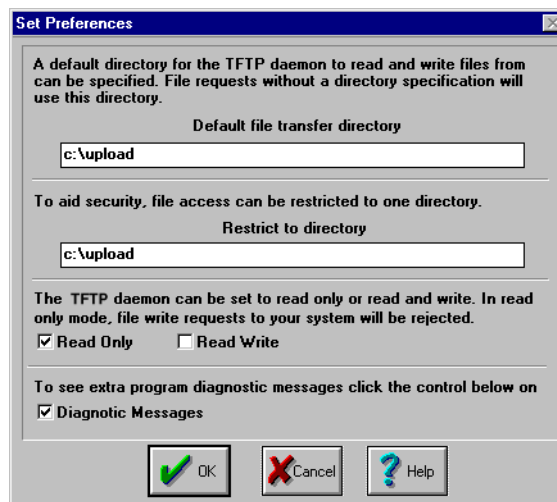 Set Preferences
A default directory for the TFTP daemon to read and write files from
can be specified. File requests without a directory specification will
use this directory.
Default file transfer directory
c:\upload
To aid security, file access can be restricted to one directory.
Restrict to directory
c:\upload
The TFTP daemon can be set to read only or read and write. In read
only mode, file write requests to your system will be rejected.
Read Only Read Write
To see extra program diagnostic messages click the control below on
Diagnotic Messages
OK Cancel Help